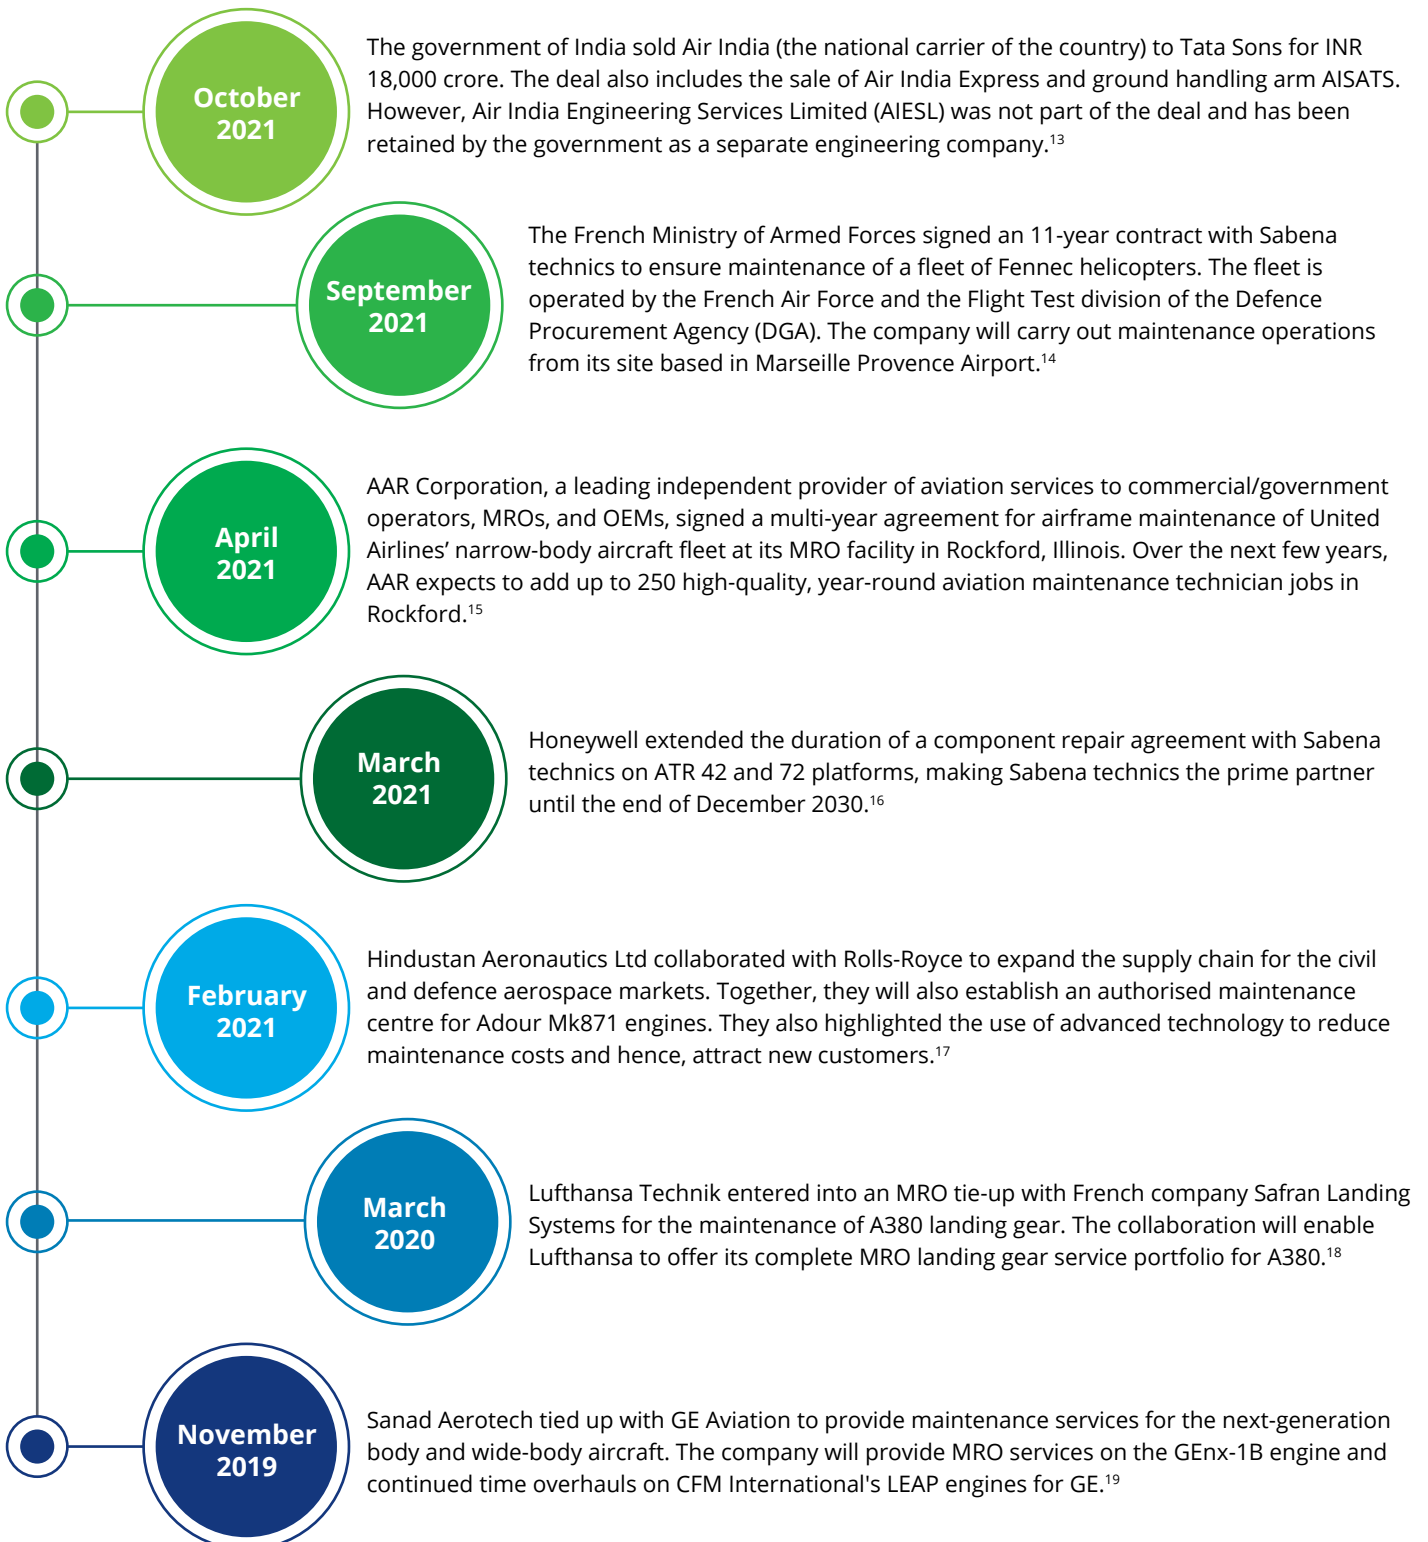 October
2021
The government of India sold Air India (the national carrier of the country) to Tata Sons for INR
18,000 crore. The deal also includes the sale of Air India Express and ground handling arm AISATS.
However, Air India Engineering Services Limited (AIESL) was not part of the deal and has been
retained by the government as a separate engineering company.13
September
2021
The French Ministry of Armed Forces signed an 11-year contract with Sabena
technics to ensure maintenance of a fleet of Fennec helicopters. The fleet is
operated by the French Air Force and the Flight Test division of the Defence
Procurement Agency (DGA). The company will carry out maintenance operations
from its site based in Marseille Provence Airport.14
April
2021
AAR Corporation, a leading independent provider of aviation services to commercial/government
operators, MROs, and OEMs, signed a multi-year agreement for airframe maintenance of United
Airlines’ narrow-body aircraft fleet at its MRO facility in Rockford, Illinois. Over the next few years,
AAR expects to add up to 250 high-quality, year-round aviation maintenance technician jobs in
Rockford.15
March
2021
Honeywell extended the duration of a component repair agreement with Sabena
technics on ATR 42 and 72 platforms, making Sabena technics the prime partner
until the end of December 2030.16
February
2021
Hindustan Aeronautics Ltd collaborated with Rolls-Royce to expand the supply chain for the civil
and defence aerospace markets. Together, they will also establish an authorised maintenance
centre for Adour Mk871 engines. They also highlighted the use of advanced technology to reduce
maintenance costs and hence, attract new customers.17
March
2020
Lufthansa Technik entered into an MRO tie-up with French company Safran Landing
Systems for the maintenance of A380 landing gear. The collaboration will enable
Lufthansa to offer its complete MRO landing gear service portfolio for A380.18
November
2019
Sanad Aerotech tied up with GE Aviation to provide maintenance services for the next-generation
body and wide-body aircraft. The company will provide MRO services on the GEnx-1B engine and
continued time overhauls on CFM International's LEAP engines for GE.19